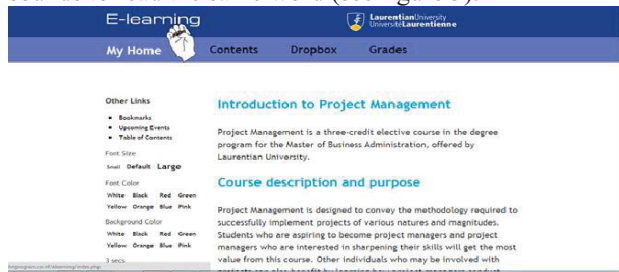 E-learning
LaurentianUniversity
UniversitéLaurentienne
My Home Contents Dropbox Grades
Other Links
Bookmarks
Upcoming Events
Table of Contents
Font Size
Small Default Large
Font Color
White Black Red Green
Yellow Orange Blue Pink
Background Color
White Black Red Green
Yellow Orange Blue Pink
3 secs.
Introduction to Project Management
Project Management is a three-credit elective course in the degree
program for the Master of Business Administration, offered by
Laurentian University.
Course description and purpose
Project Management is designed to convey the methodology required to
successfully implement projects of various natures and magnitudes.
Students who are aspiring to become project managers and project
managers who are interested in sharpening their skills will get the most
value from this course. Other individuals who may be involved with